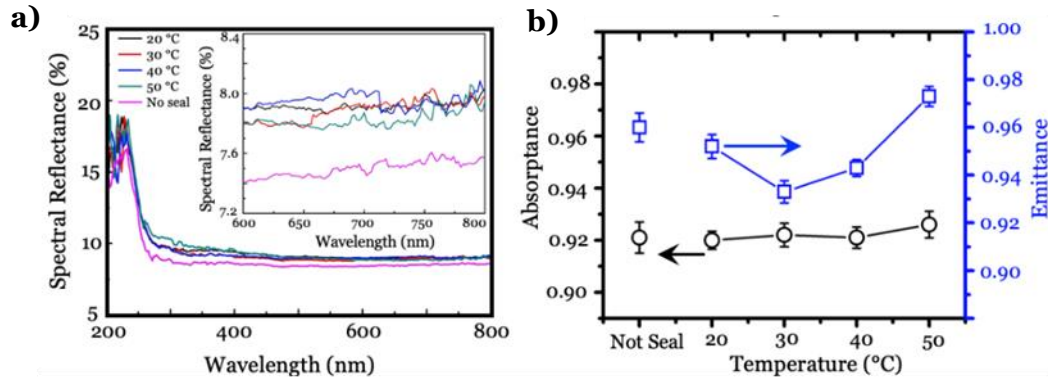 a)
Spectral Reflectance (%)
25
20
15
10
5
200
300
400
500
600
700
800
Wavelength (nm)
20 °C
30 °C
40 °C
50 °C
No seal
Spectral Reflectance (%)
8.4
8.0
7.6
7.2
600
650
700
750
800
Wavelength (nm)
b)
Absorptance
0.98
0.96
0.94
0.92
0.90
Not Seal
20
30
40
50
Temperature (°C)
1.00
0.98
0.96
0.94
0.92
0.90
Emittance